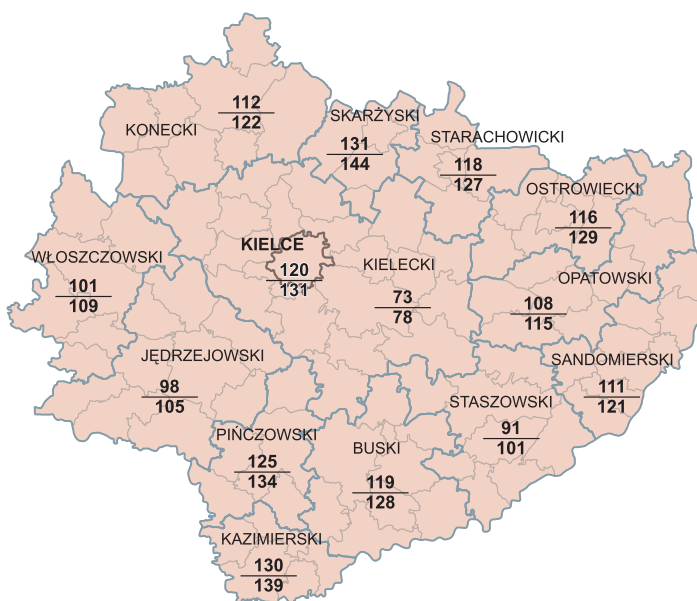 112
122
KONECKI
SKARŻYSKI
131
144
STARACHOWICKI
118
127
OSTROWIECKI
116
129
WŁOSZCZOWSKI
101
109
KIELCE
120
131
KIELECKI
73
78
OPATOWSKI
108
115
JĘDRZEJOWSKI
98
105
SANDOMIERSKI
111
121
STASZOWSKI
91
101
PIŃCZOWSKI
125
134
BUSKI
119
128
KAZIMIERSKI
130
139